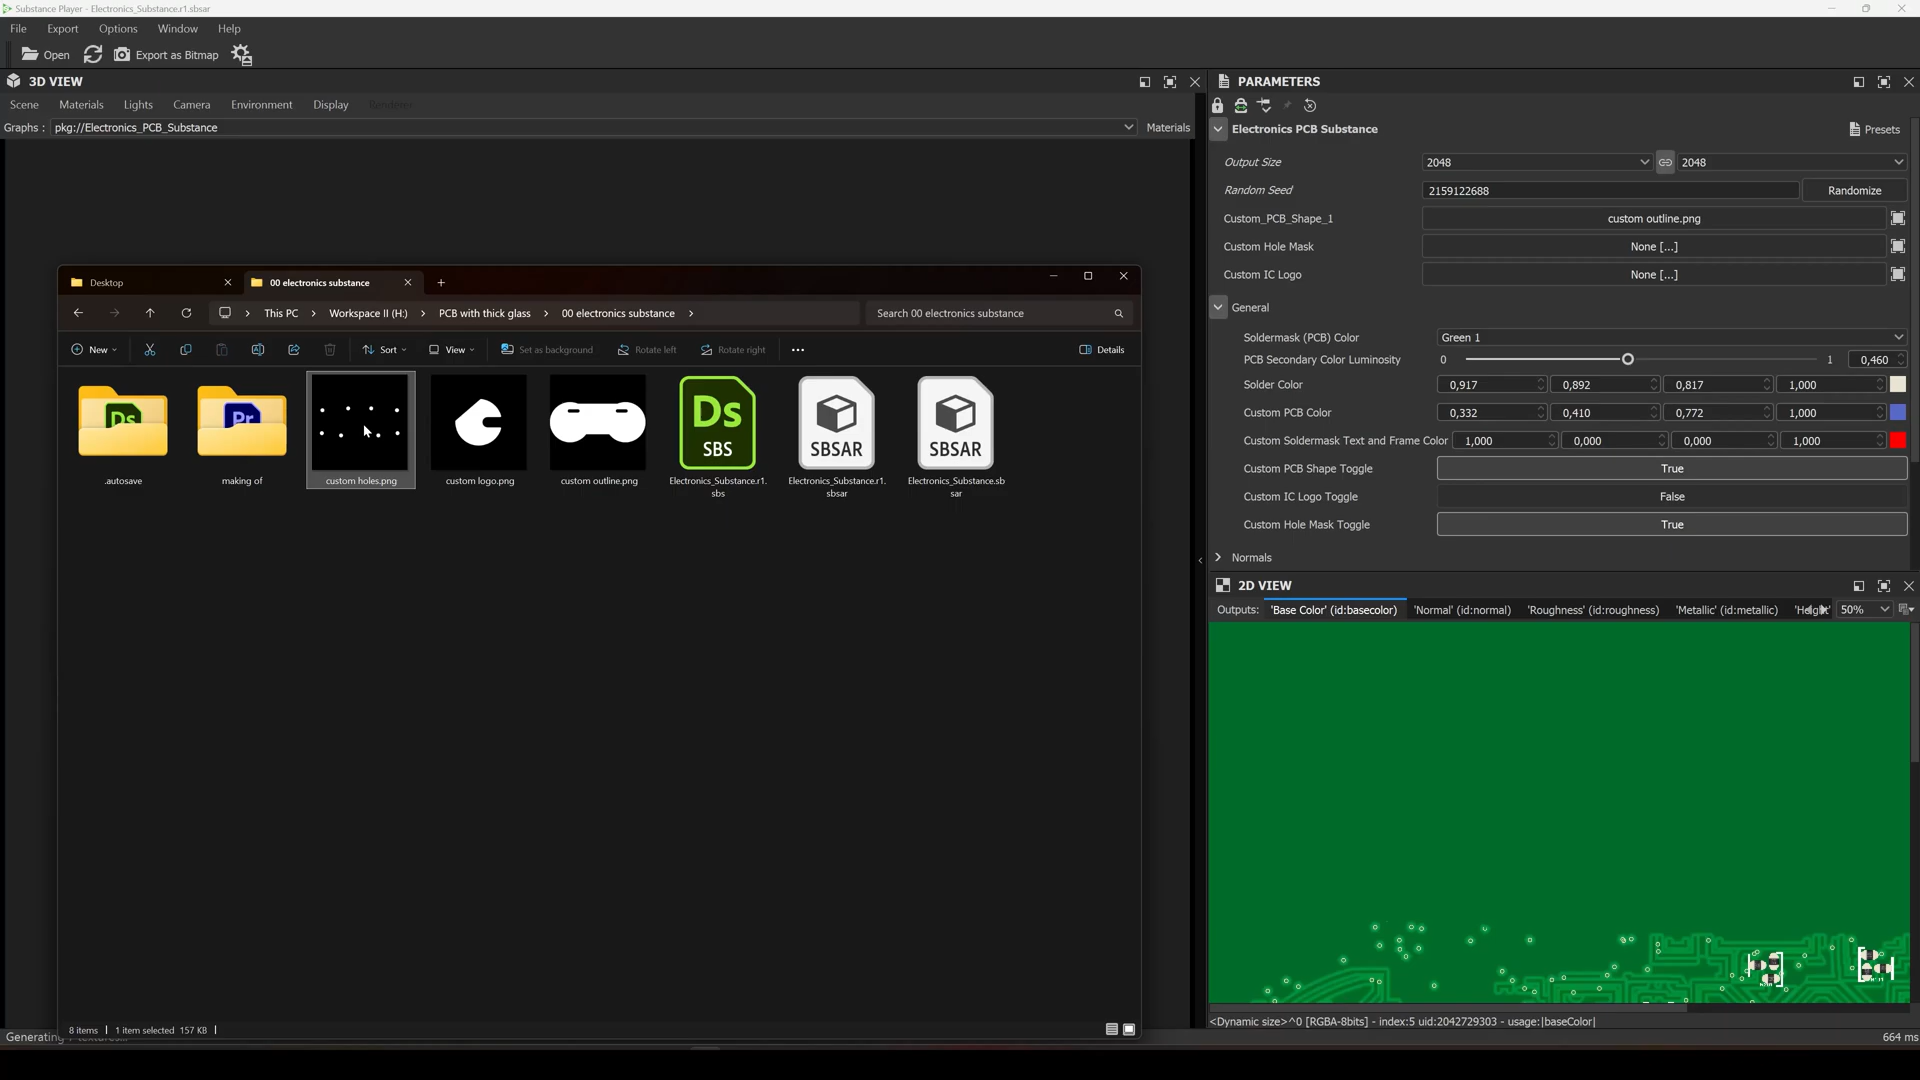 Substance Player - Electronics_Substance.r1.sbsar
File Export Options Window Help
Open Export as Bitmap
3D VIEW
Scene Materials Lights Camera Environment Display Renderer
Graphs : pkg://Electronics_PCB_Substance Materials
Desktop 00 electronics substance
This PC Workspace II (H:) PCB with thick glass 00 electronics substance Search 00 electronics substance
New Sort View Set as background Rotate left Rotate right Details
Ds Pr Ds SBS SBSAR SBSAR
.autosave making of custom holes.png custom logo.png custom outline.png Electronics_Substance.r1. Electronics_Substance.r1. Electronics_Substance.sb
sbs sbsar sar
8 items 1 item selected 157 KB
Generating 7 textures...
PARAMETERS
Electronics PCB Substance Presets
Output Size 2048 2048
Random Seed 2159122688 Randomize
Custom_PCB_Shape_1 custom outline.png
Custom Hole Mask None [...]
Custom IC Logo None [...]
General
Soldermask (PCB) Color Green 1
PCB Secondary Color Luminosity 0 1 0,460
Solder Color 0,917 0,892 0,817 1,000
Custom PCB Color 0,332 0,410 0,772 1,000
Custom Soldermask Text and Frame Color 1,000 0,000 0,000 1,000
Custom PCB Shape Toggle True
Custom IC Logo Toggle False
Custom Hole Mask Toggle True
Normals
2D VIEW
Outputs: 'Base Color' (id:basecolor) 'Normal' (id:normal) 'Roughness' (id:roughness) 'Metallic' (id:metallic) 'Height' 50%
<Dynamic size>^0 [RGBA-8bits] - index:5 uid:2042729303 - usage:|baseColor|
664 ms